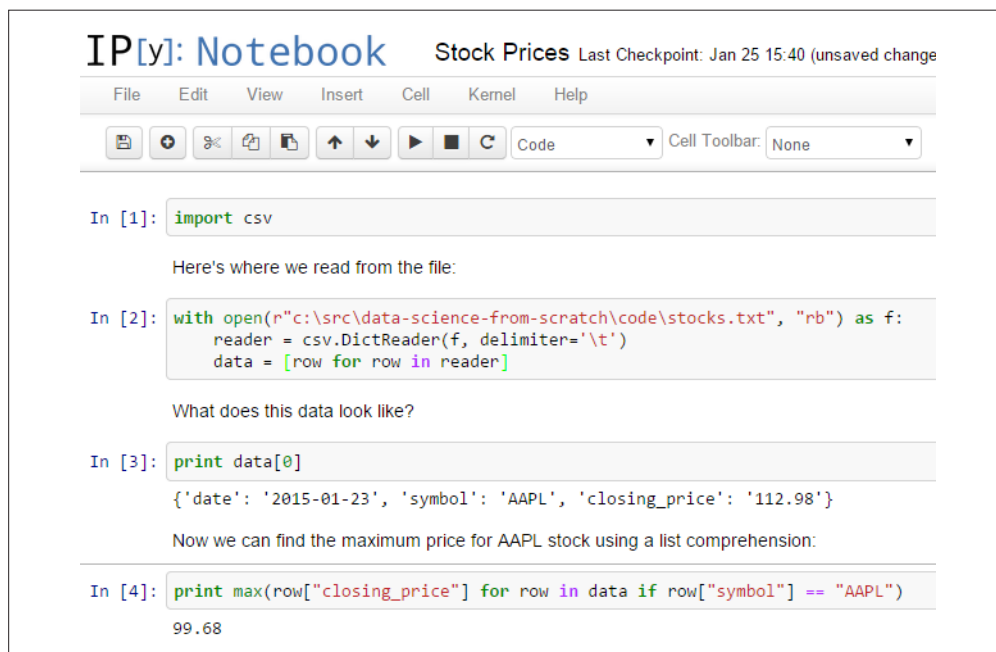 IP[y]: Notebook Stock Prices Last Checkpoint: Jan 25 15:40 (unsaved change
File Edit View Insert Cell Kernel Help
Code Cell Toolbar: None
In [1]: import csv
Here's where we read from the file:
In [2]: with open(r"c:\src\data-science-from-scratch\code\stocks.txt", "rb") as f:
    reader = csv.DictReader(f, delimiter='\t')
    data = [row for row in reader]
What does this data look like?
In [3]: print data[0]
{'date': '2015-01-23', 'symbol': 'AAPL', 'closing_price': '112.98'}
Now we can find the maximum price for AAPL stock using a list comprehension:
In [4]: print max(row["closing_price"] for row in data if row["symbol"] == "AAPL")
99.68